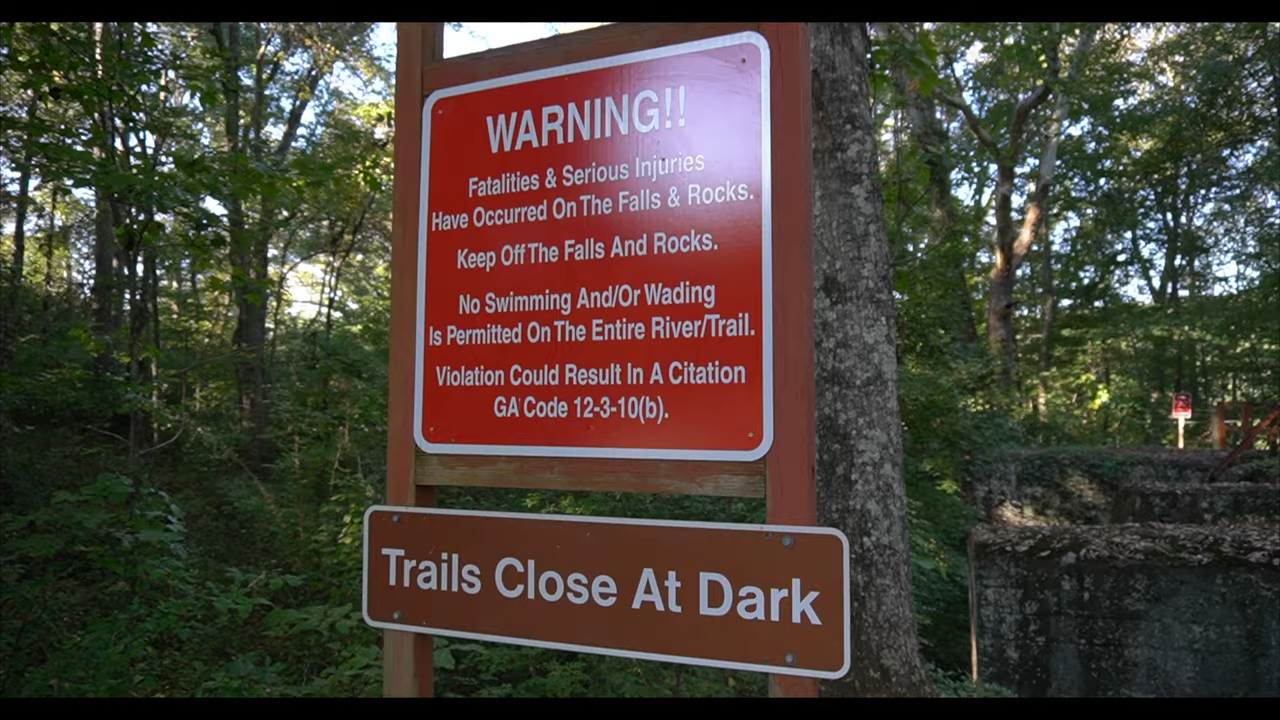 WARNING!!
Fatalities & Serious Injuries
Have Occurred On The Falls & Rocks.
Keep Off The Falls And Rocks.
No Swimming And/Or Wading
Is Permitted On The Entire River/Trail.
Violation Could Result In A Citation
GA Code 12-3-10(b).
Trails Close At Dark